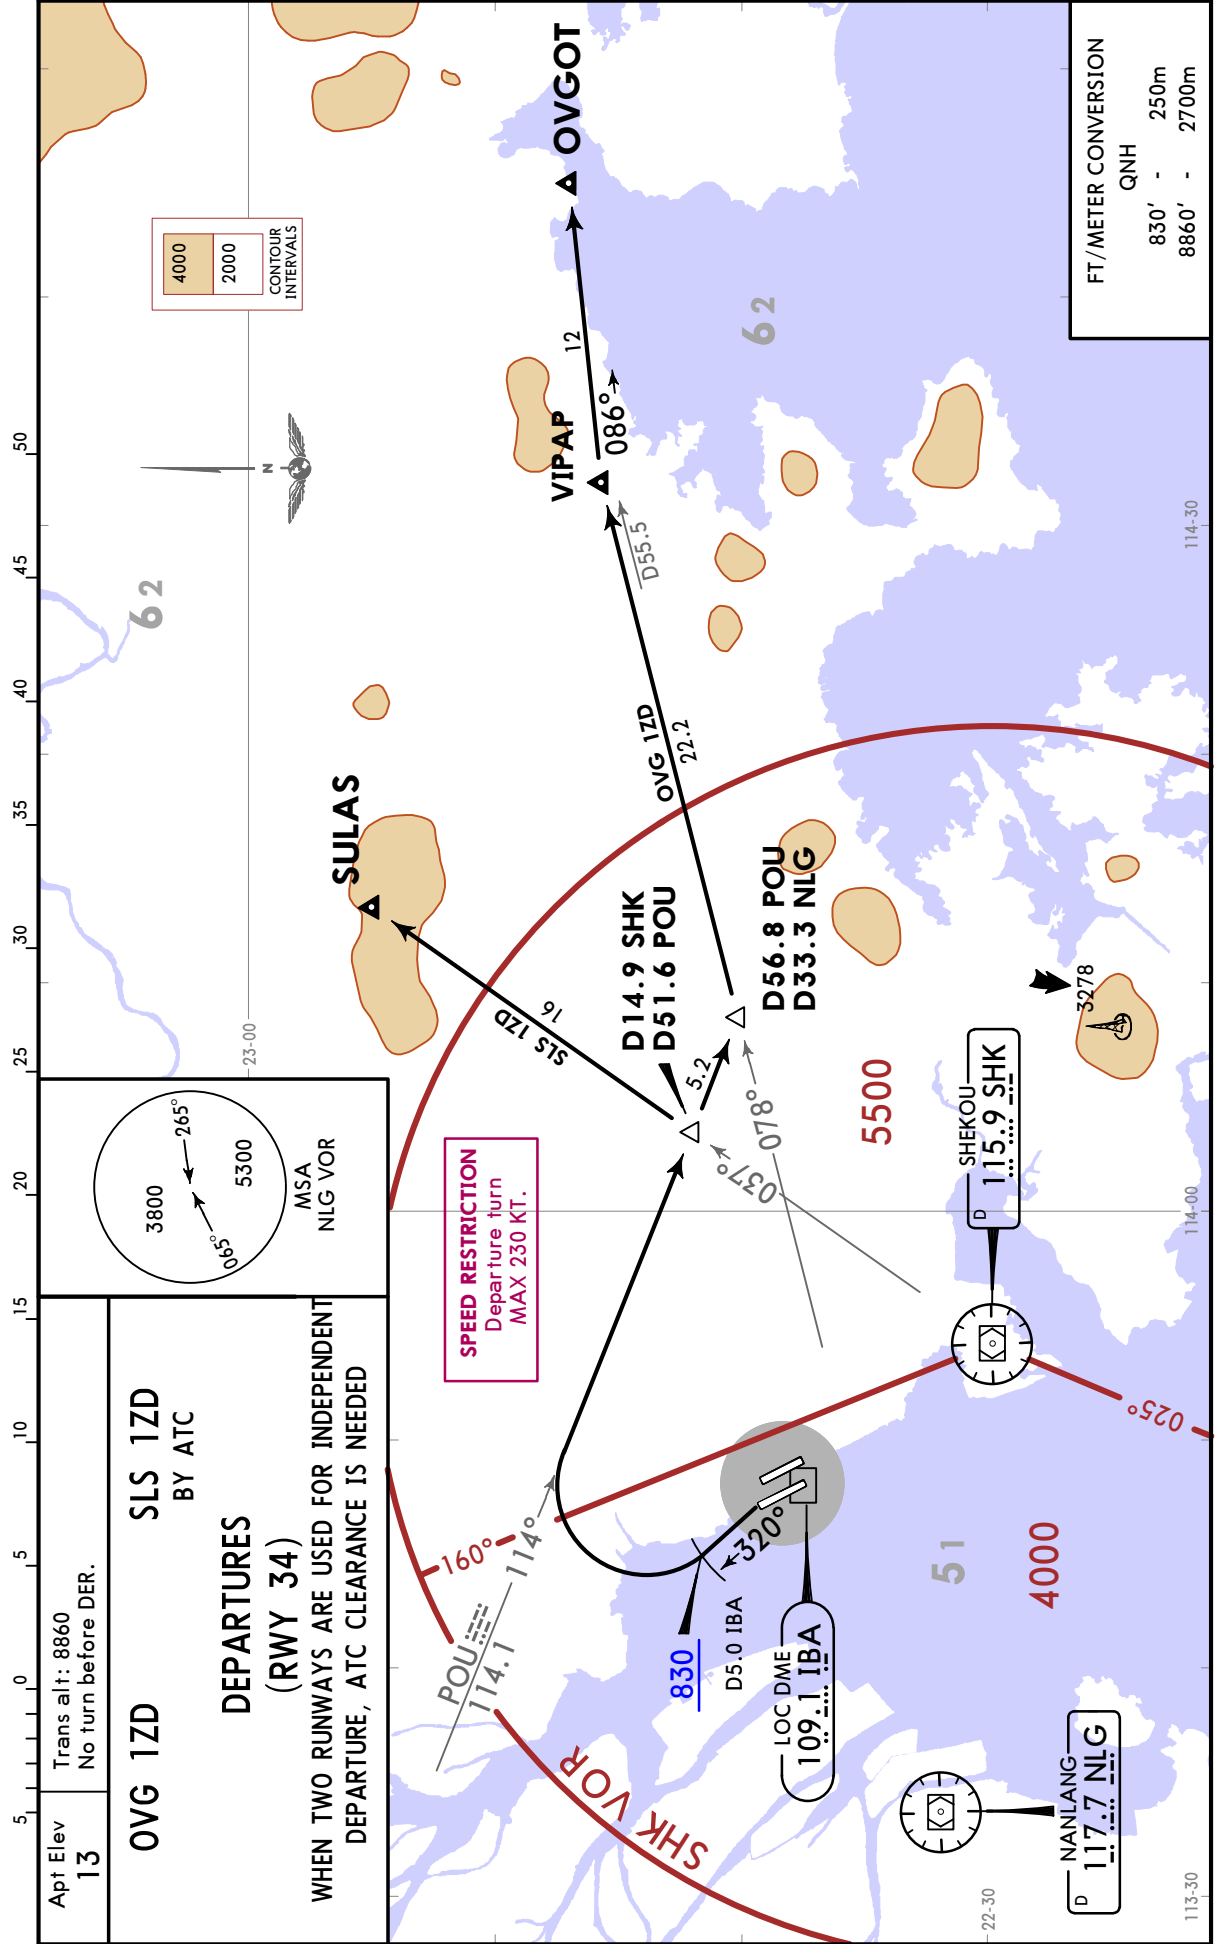 Apt Elev
13
Trans alt: 8860
No turn before DER.
OVG 1ZD
SLS 1ZD
BY ATC
DEPARTURES
(RWY 34)
WHEN TWO RUNWAYS ARE USED FOR INDEPENDENT
DEPARTURE, ATC CLEARANCE IS NEEDED
3800
265°
065°
5300
MSA
NLG VOR
5
0
5
10
15
20
25
30
35
40
45
50
23-00
62
N
4000
2000
CONTOUR
INTERVALS
SPEED RESTRICTION
Departure turn
MAX 230 KT.
SULAS
SLS 1ZD
16
OVGOT
12
VIPAP
086°
D55.5
OVG 1ZD
22.2
D14.9 SHK
D51.6 POU
5.2
D56.8 POU
D33.3 NLG
078°
037°
160°
POU
114.1
114°
830
D5.0 IBA
320°
LOC DME
109.1 IBA
SHK VOR
51
4000
5500
62
3278
SHEKOU
D
115.9 SHK
025°
NANLANG
D
117.7 NLG
22-30
113-30
114-00
114-30
FT/METER CONVERSION
QNH
830' - 250m
8860' - 2700m